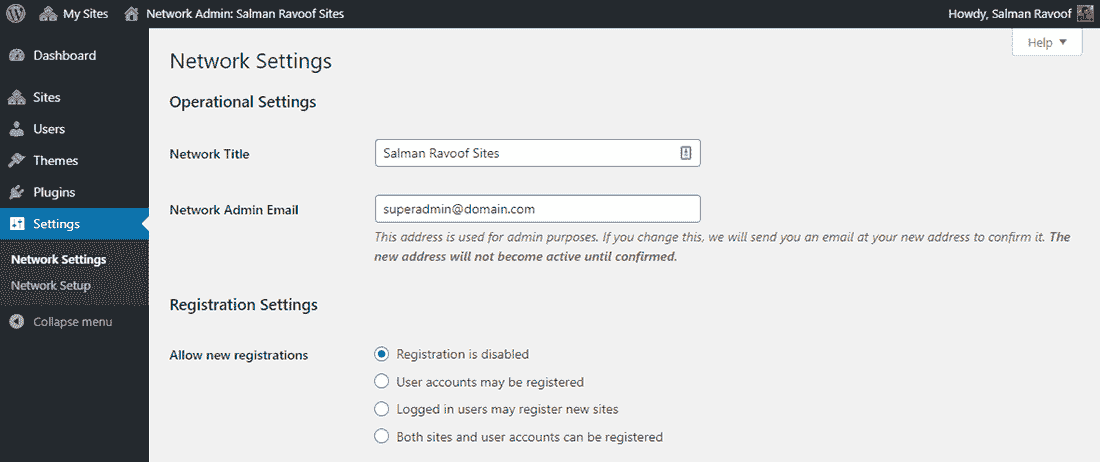 My Sites
Network Admin: Salman Ravoof Sites
Howdy, Salman Ravoof
Help
Dashboard
Sites
Users
Themes
Plugins
Settings
Network Settings
Network Setup
Collapse menu
Network Settings
Operational Settings
Network Title
Salman Ravoof Sites
Network Admin Email
superadmin@domain.com
This address is used for admin purposes. If you change this, we will send you an email at your new address to confirm it. The
new address will not become active until confirmed.
Registration Settings
Allow new registrations
Registration is disabled
User accounts may be registered
Logged in users may register new sites
Both sites and user accounts can be registered